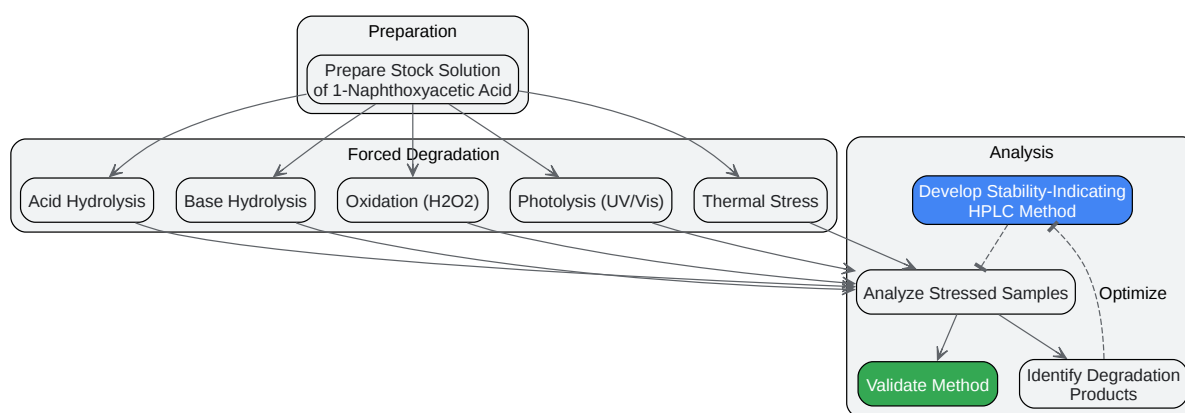 Preparation
Prepare Stock Solution
of 1-Naphthoxyacetic Acid
Forced Degradation
Acid Hydrolysis
Base Hydrolysis
Oxidation (H2O2)
Photolysis (UV/Vis)
Thermal Stress
Analysis
Develop Stability-Indicating
HPLC Method
Analyze Stressed Samples
Optimize
Validate Method
Identify Degradation
Products